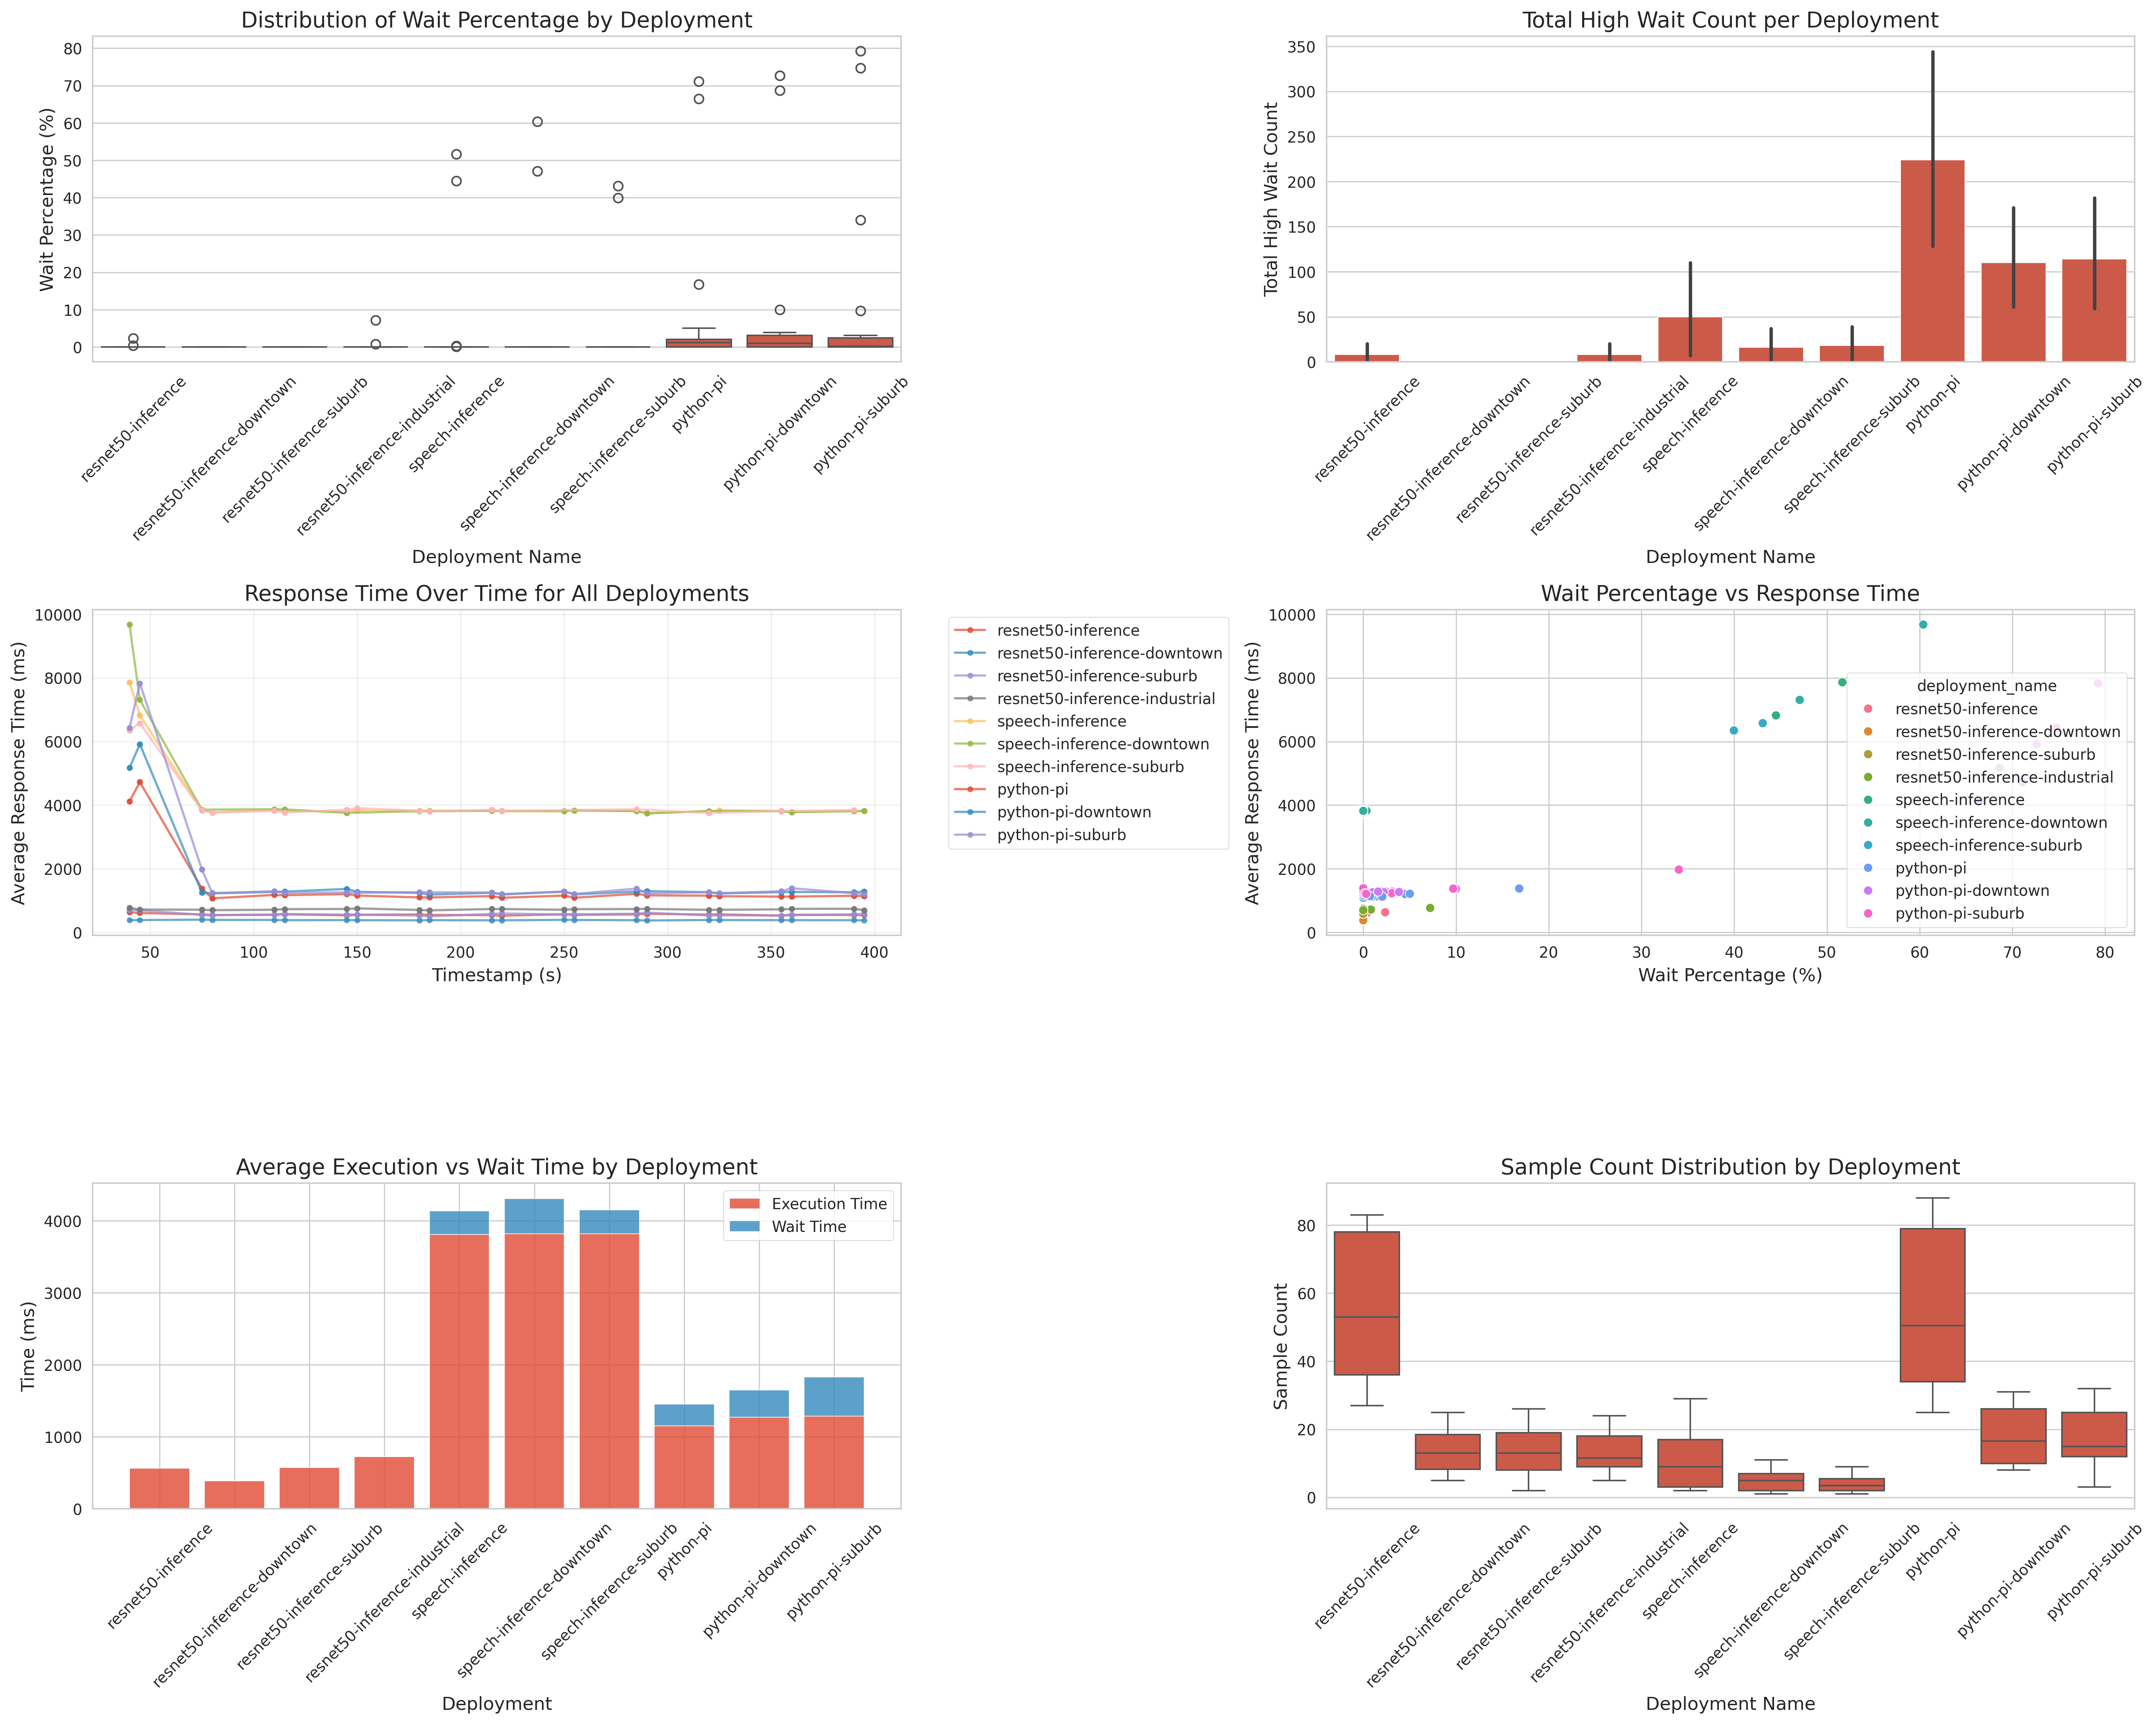 Distribution of Wait Percentage by Deployment
Wait Percentage (%)
80
70
60
50
40
30
20
10
0
resnet50-inference
resnet50-inference-downtown
resnet50-inference-suburb
resnet50-inference-industrial
speech-inference
speech-inference-downtown
speech-inference-suburb
python-pi
python-pi-downtown
python-pi-suburb
Deployment Name
Total High Wait Count per Deployment
Total High Wait Count
350
300
250
200
150
100
50
0
resnet50-inference
resnet50-inference-downtown
resnet50-inference-suburb
resnet50-inference-industrial
speech-inference
speech-inference-downtown
speech-inference-suburb
python-pi
python-pi-downtown
python-pi-suburb
Deployment Name
Response Time Over Time for All Deployments
Average Response Time (ms)
10000
8000
6000
4000
2000
0
50
100
150
200
250
300
350
400
Timestamp (s)
resnet50-inference
resnet50-inference-downtown
resnet50-inference-suburb
resnet50-inference-industrial
speech-inference
speech-inference-downtown
speech-inference-suburb
python-pi
python-pi-downtown
python-pi-suburb
Wait Percentage vs Response Time
Average Response Time (ms)
10000
8000
6000
4000
2000
0
0
10
20
30
40
50
60
70
80
Wait Percentage (%)
deployment_name
resnet50-inference
resnet50-inference-downtown
resnet50-inference-suburb
resnet50-inference-industrial
speech-inference
speech-inference-downtown
speech-inference-suburb
python-pi
python-pi-downtown
python-pi-suburb
Average Execution vs Wait Time by Deployment
Time (ms)
4000
3000
2000
1000
0
Execution Time
Wait Time
resnet50-inference
resnet50-inference-downtown
resnet50-inference-suburb
resnet50-inference-industrial
speech-inference
speech-inference-downtown
speech-inference-suburb
python-pi
python-pi-downtown
python-pi-suburb
Deployment
Sample Count Distribution by Deployment
Sample Count
80
60
40
20
0
resnet50-inference
resnet50-inference-downtown
resnet50-inference-suburb
resnet50-inference-industrial
speech-inference
speech-inference-downtown
speech-inference-suburb
python-pi
python-pi-downtown
python-pi-suburb
Deployment Name